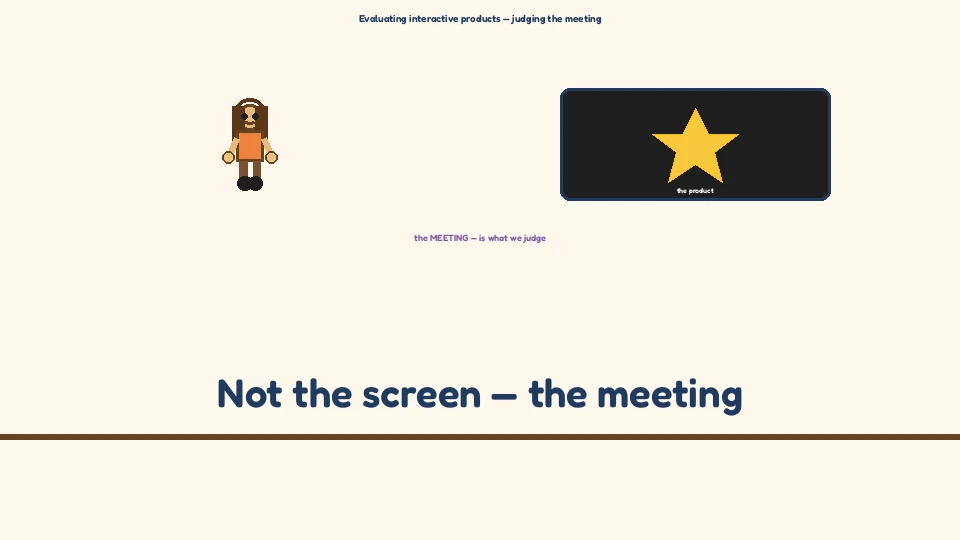 Evaluating interactive products — judging the meeting
the product
the MEETING — is what we judge
Not the screen — the meeting